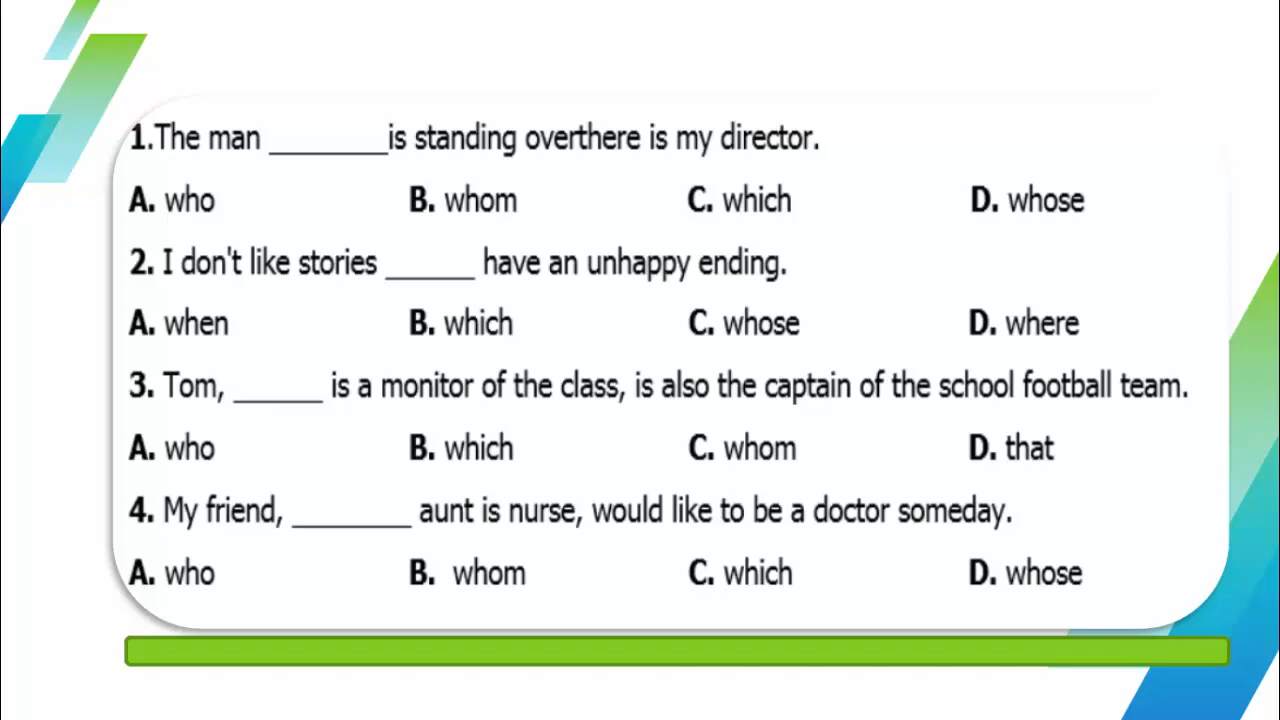 1.The man ________is standing overthere is my director.
A. who B. whom C. which D. whose
2. I don't like stories ______ have an unhappy ending.
A. when B. which C. whose D. where
3. Tom, ______ is a monitor of the class, is also the captain of the school football team.
A. who B. which C. whom D. that
4. My friend, ________ aunt is nurse, would like to be a doctor someday.
A. who B. whom C. which D. whose